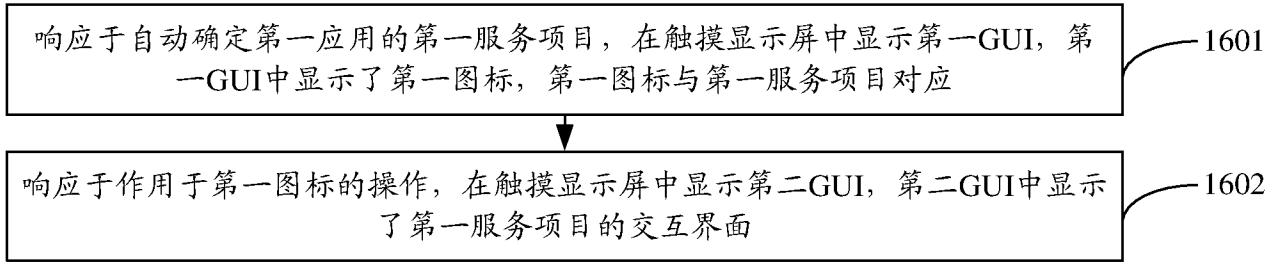 响应于自动确定第一应用的第一服务项目，在触摸显示屏中显示第一GUI，第
一GUI中显示了第一图标，第一图标与第一服务项目对应
1601
响应于作用于第一图标的操作，在触摸显示屏中显示第二GUI，第二GUI中显示
了第一服务项目的交互界面
1602